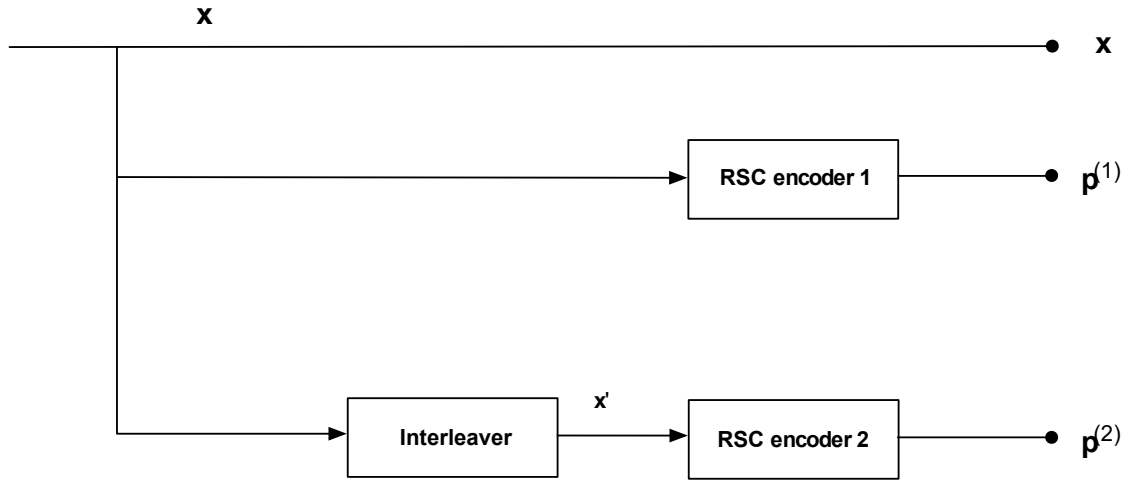 x
x
RSC encoder 1
p(1)
x'
Interleaver
RSC encoder 2
p(2)